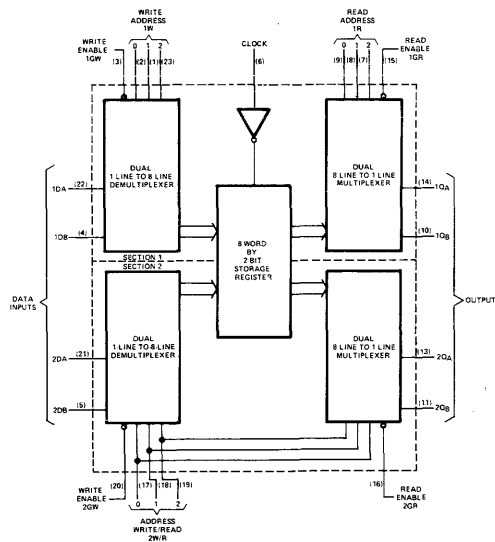 WRITE
ADDRESS
1W
READ
ADDRESS
1R
WRITE
ENABLE
1GW
0 1 2
CLOCK
0 1 2
READ
ENABLE
1GR
(3)
(2)
(1)
(23)
(6)
(9)
(8)
(7)
(15)
DUAL
1 LINE TO 8 LINE
DEMULTIPLEXER
DUAL
8 LINE TO 1 LINE
MULTIPLEXER
1DA
(22)
(14)
1QA
1DB
(4)
(10)
1QB
8 WORD
BY
2 BIT
STORAGE
REGISTER
SECTION 1
SECTION 2
DATA
INPUTS
OUTPUT
DUAL
1-LINE TO-8-LINE
DEMULTIPLEXER
DUAL
8 LINE TO 1 LINE
MULTIPLEXER
2DA
(21)
(13)
2QA
2DB
(5)
(11)
2QB
WRITE
ENABLE
2GW
(20)
(17)
(18)
(19)
0 1 2
ADDRESS
WRITE/READ
2W/R
(16)
READ
ENABLE
2GR